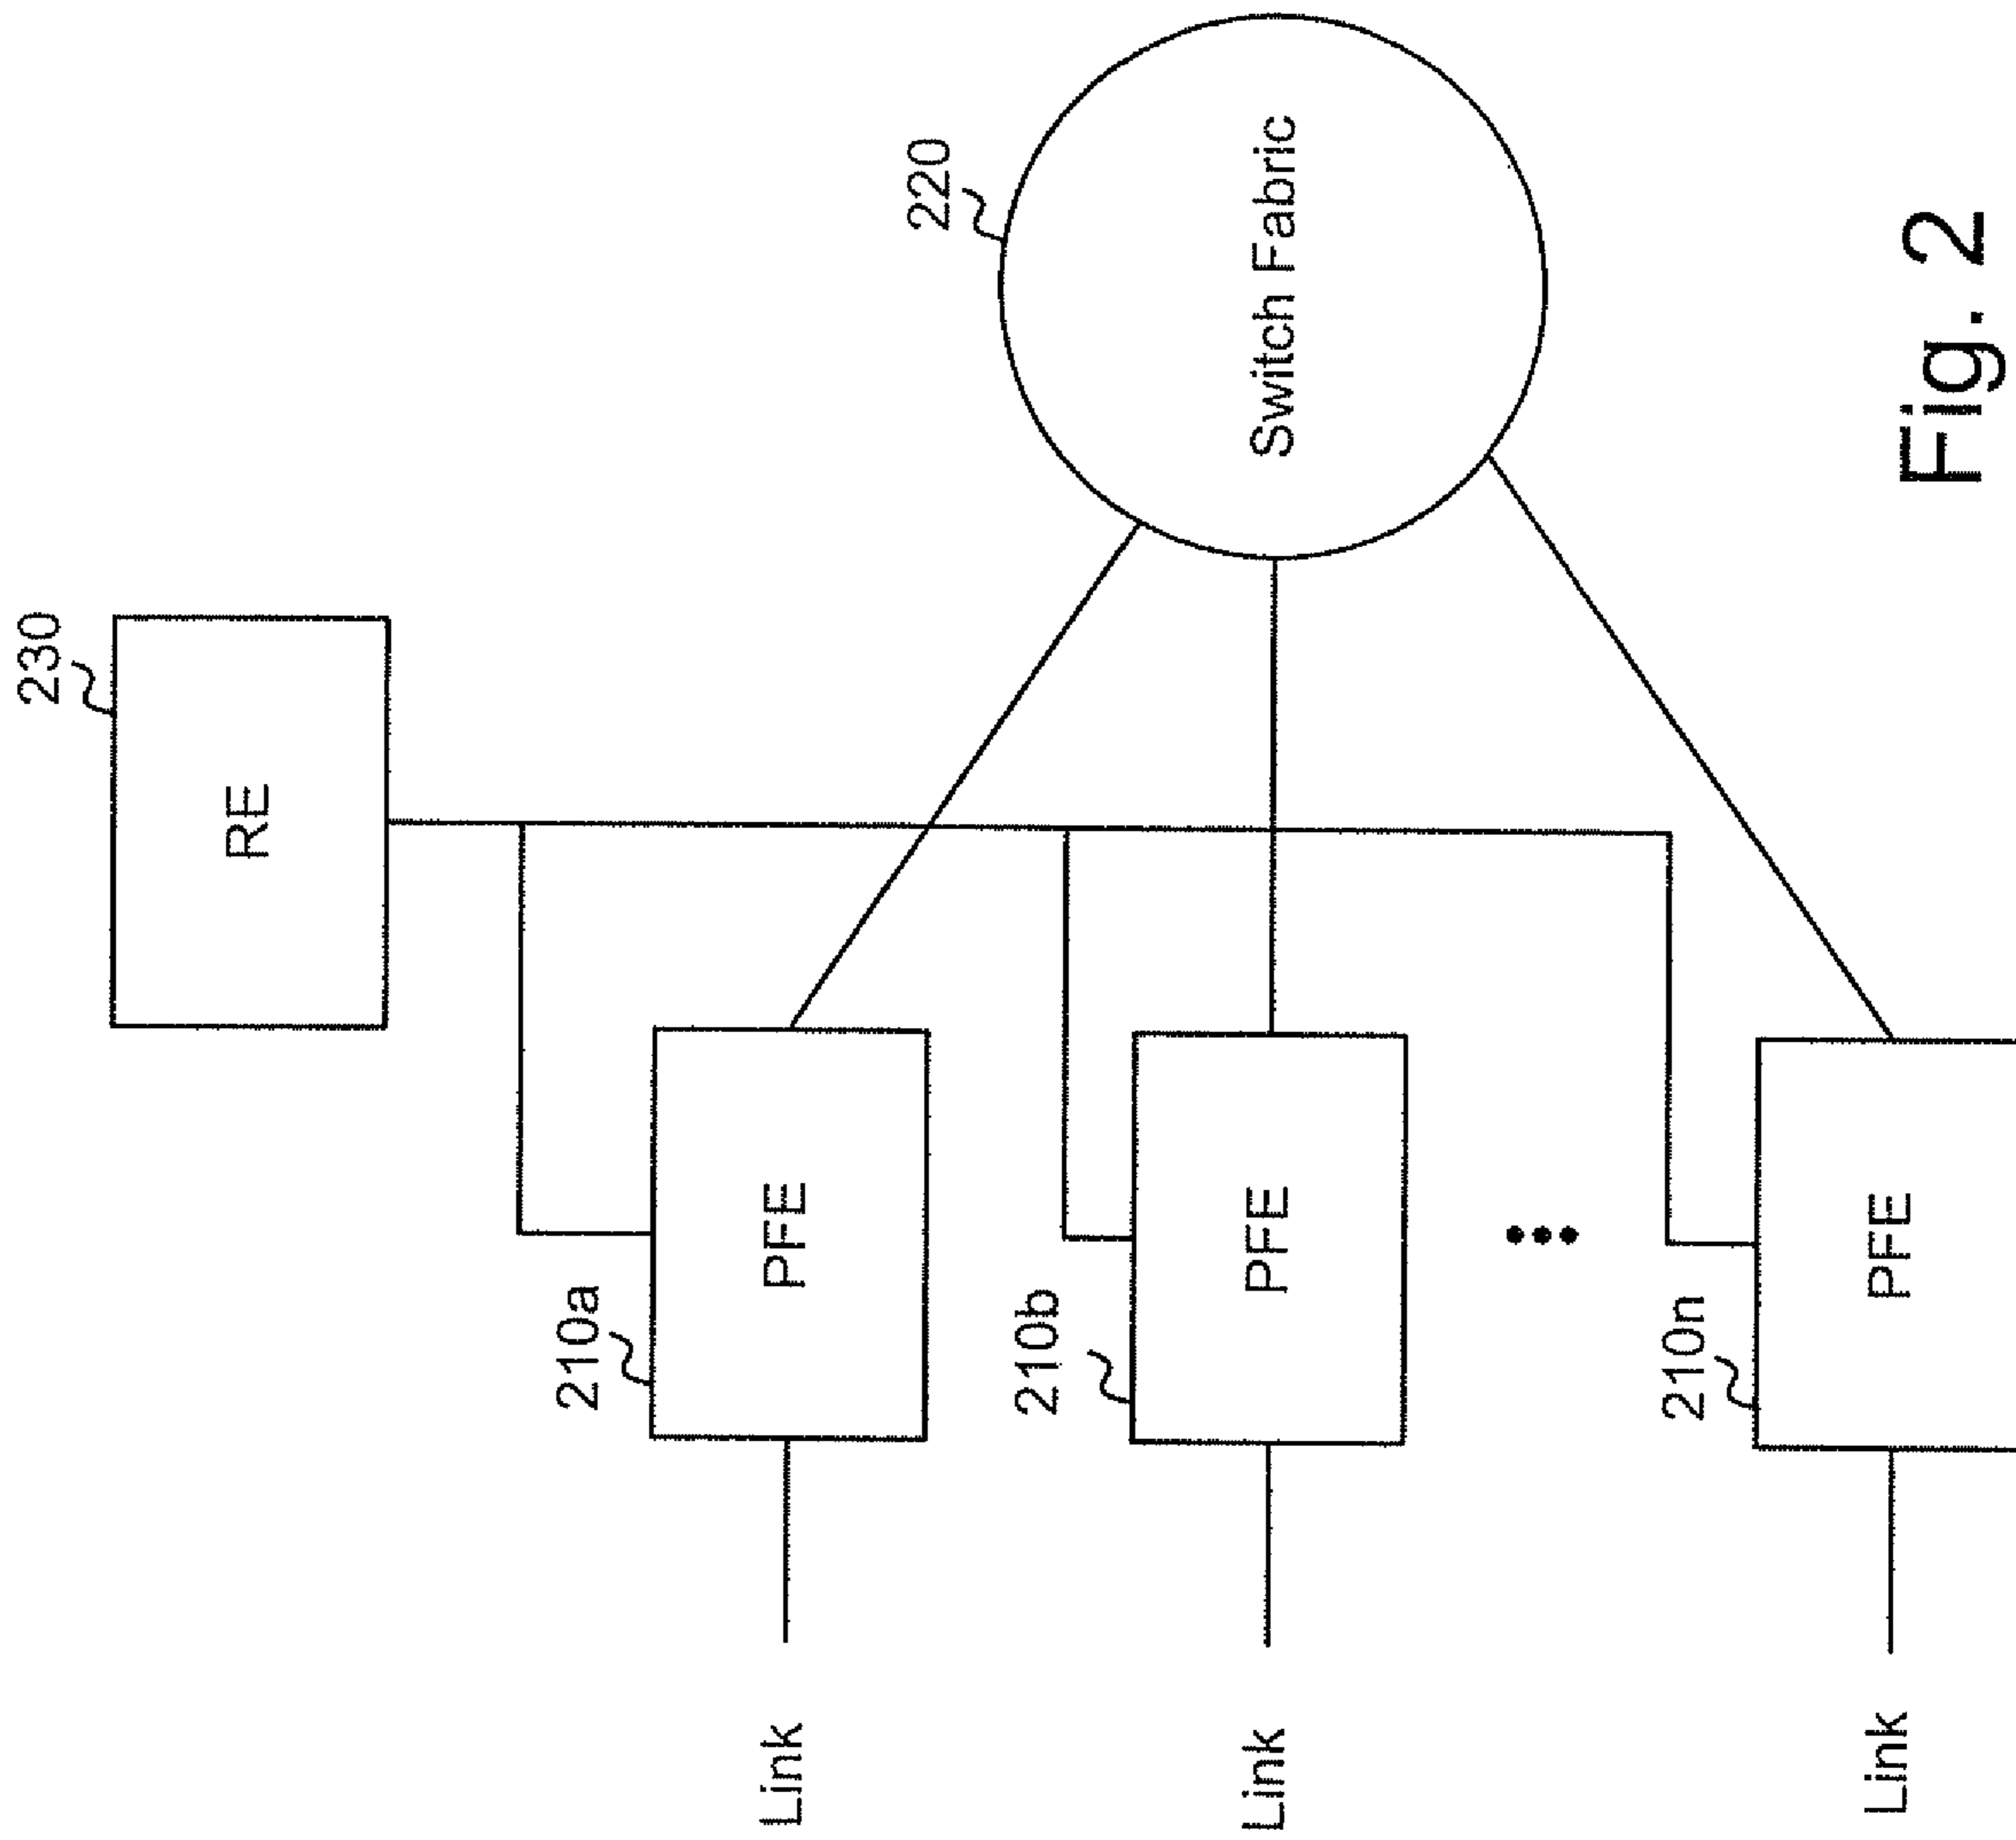 230
RE
220
Switch Fabric
210a
PFE
Link
210b
PFE
Link
210n
PFE
Link
Fig. 2